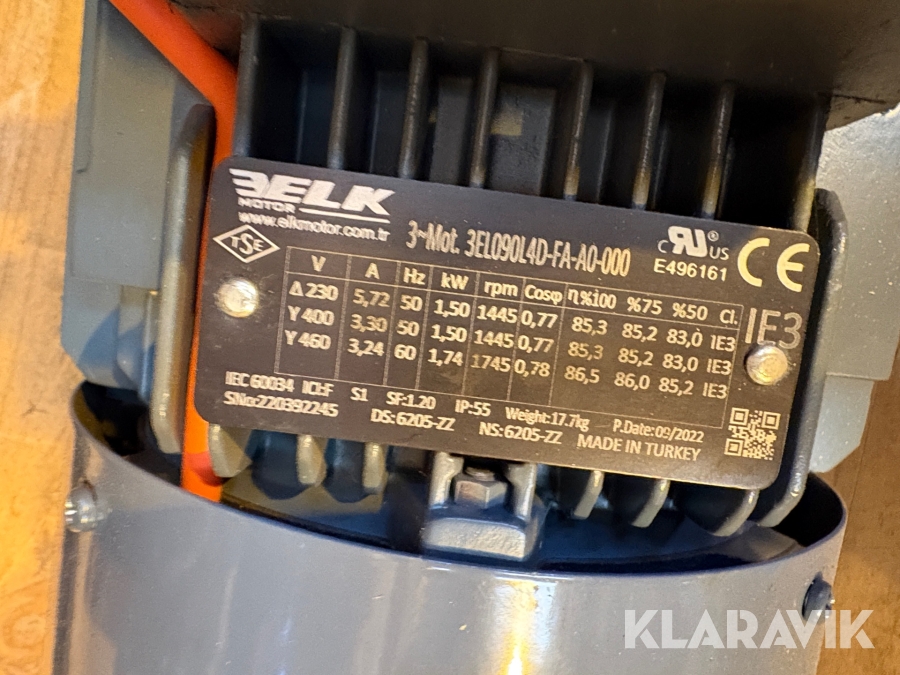 ELK
MOTOR
www.elkmotor.com.tr
3~Mot. 3EL090L4D-FA-A0-000
c RU US
E496161
CE
TSE
V A Hz kW rpm Cosφ η%100 %75 %50 Cl.
Δ 230 5,72 50 1,50 1445 0,77 85,3 85,2 83,0 IE3
Y 400 3,30 50 1,50 1445 0,77 85,3 85,2 83,0 IE3
Y 460 3,24 60 1,74 1745 0,78 86,5 86,0 85,2 IE3
IE3
IEC 60034 ICl:F S1 SF:1.20 IP:55 Weight:17.7kg P.Date:09/2022
SNo:220392245 DS:6205-ZZ NS:6205-ZZ MADE IN TURKEY
KLARAVIK